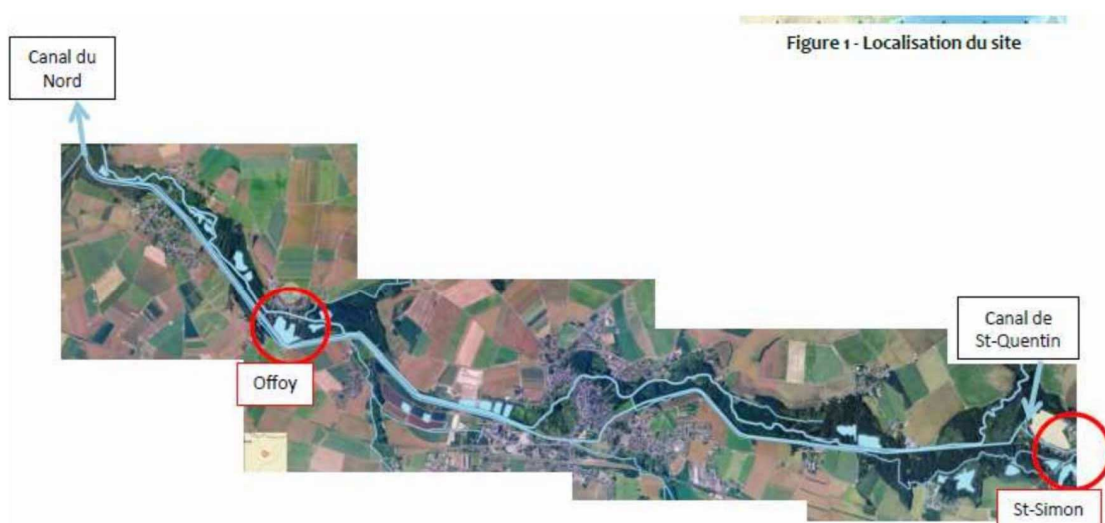 Figure 1 - Localisation du site
Canal du
Nord
Canal de
St-Quentin
Offoy
St-Simon